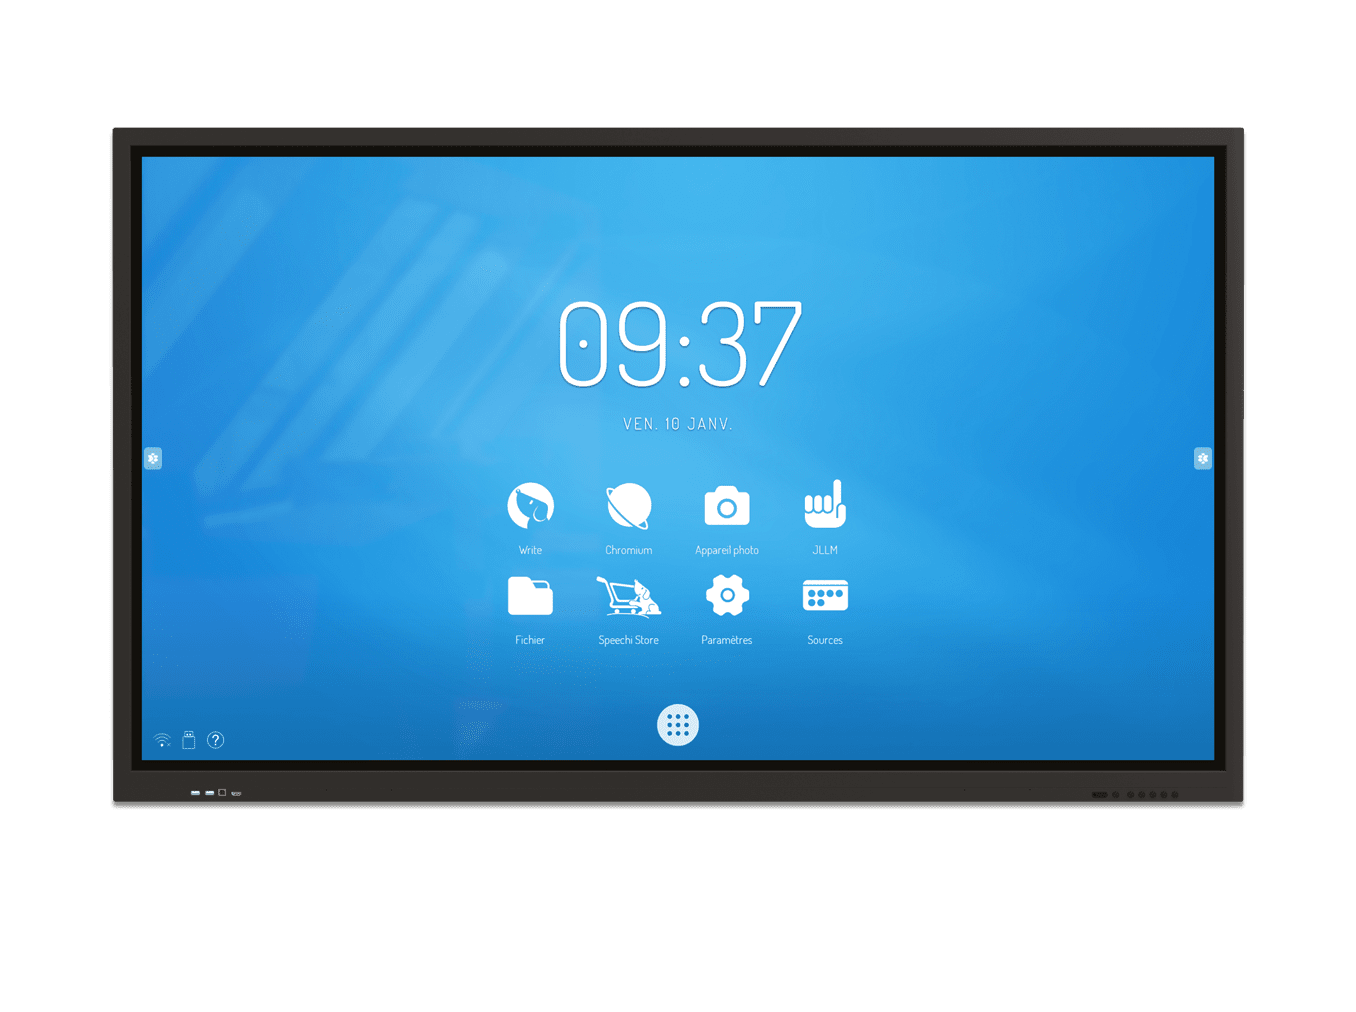 09:37
VEN. 10 JANV.
Write
Chromium
Appareil photo
JLLM
Fichier
Speechi Store
Paramètres
Sources
?